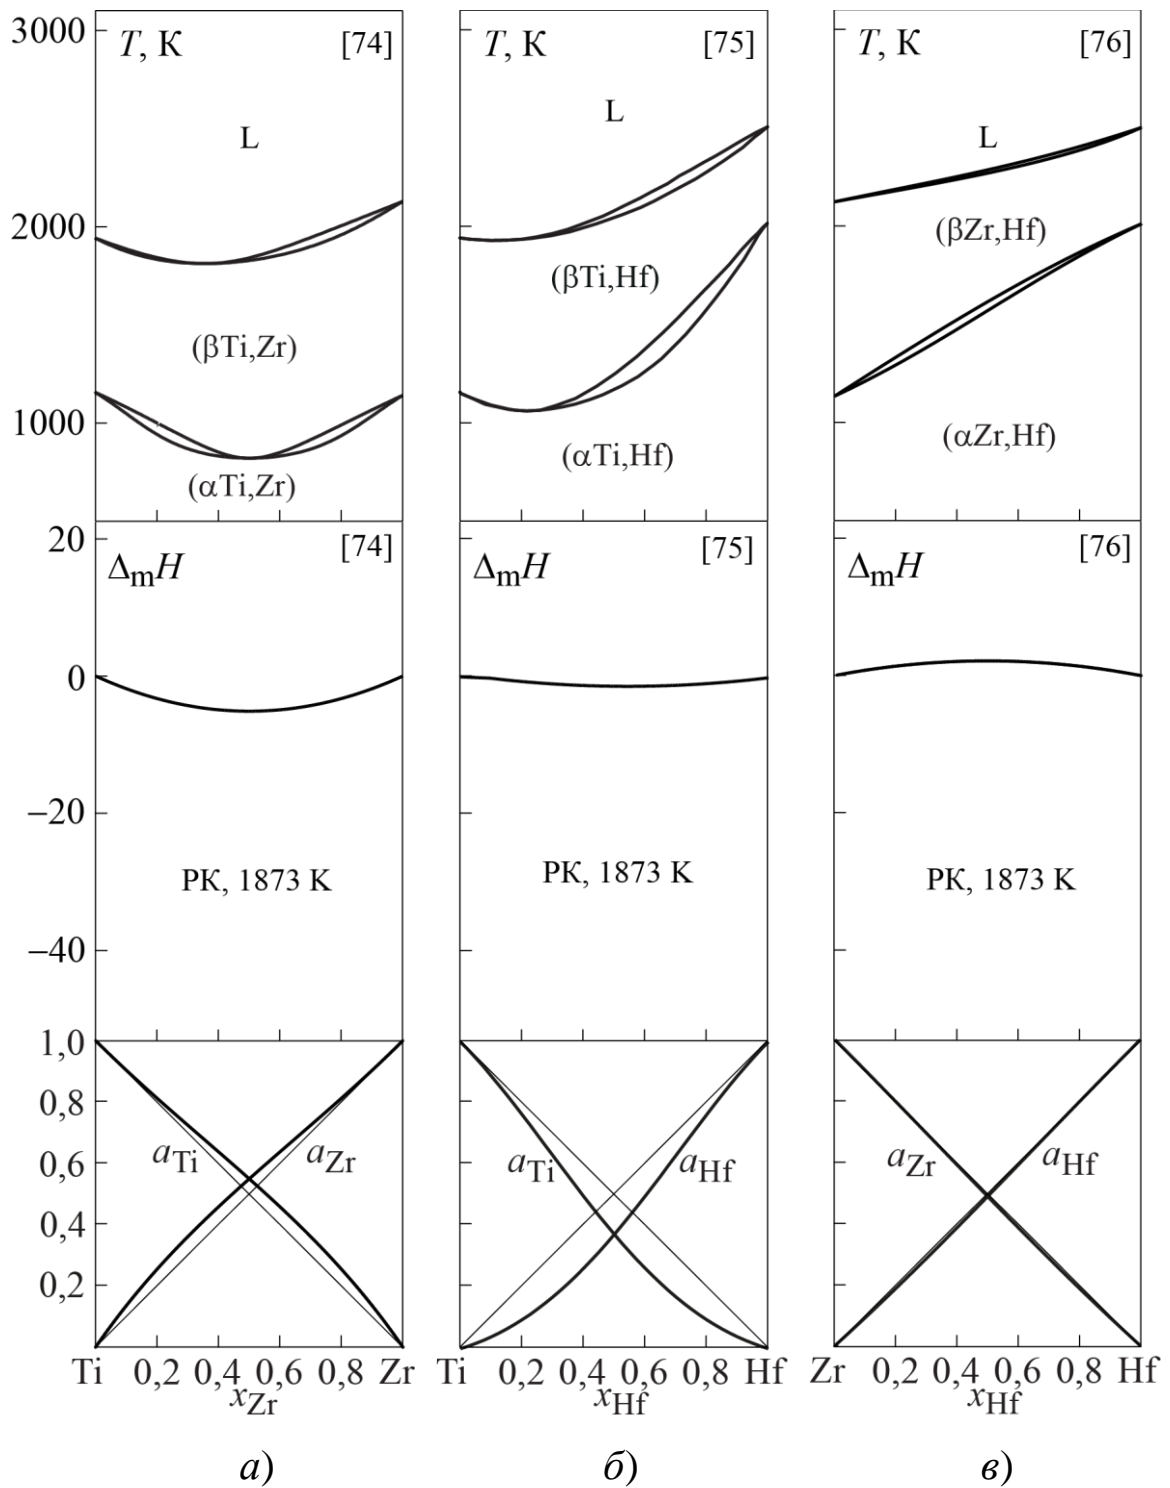 3000
T, К
[74]
L
2000
(βTi,Zr)
1000
(αTi,Zr)
T, К
[75]
L
(βTi,Hf)
(αTi,Hf)
T, К
[76]
L
(βZr,Hf)
(αZr,Hf)
20
ΔmH
[74]
0
−20
РК, 1873 K
−40
ΔmH
[75]
РК, 1873 K
ΔmH
[76]
РК, 1873 K
1,0
0,8
aTi
aZr
0,6
0,4
0,2
Ti 0,2 0,4 0,6 0,8 Zr
xZr
aTi
aHf
Ti 0,2 0,4 0,6 0,8 Hf
xHf
aZr
aHf
Zr 0,2 0,4 0,6 0,8 Hf
xHf
а)
б)
в)